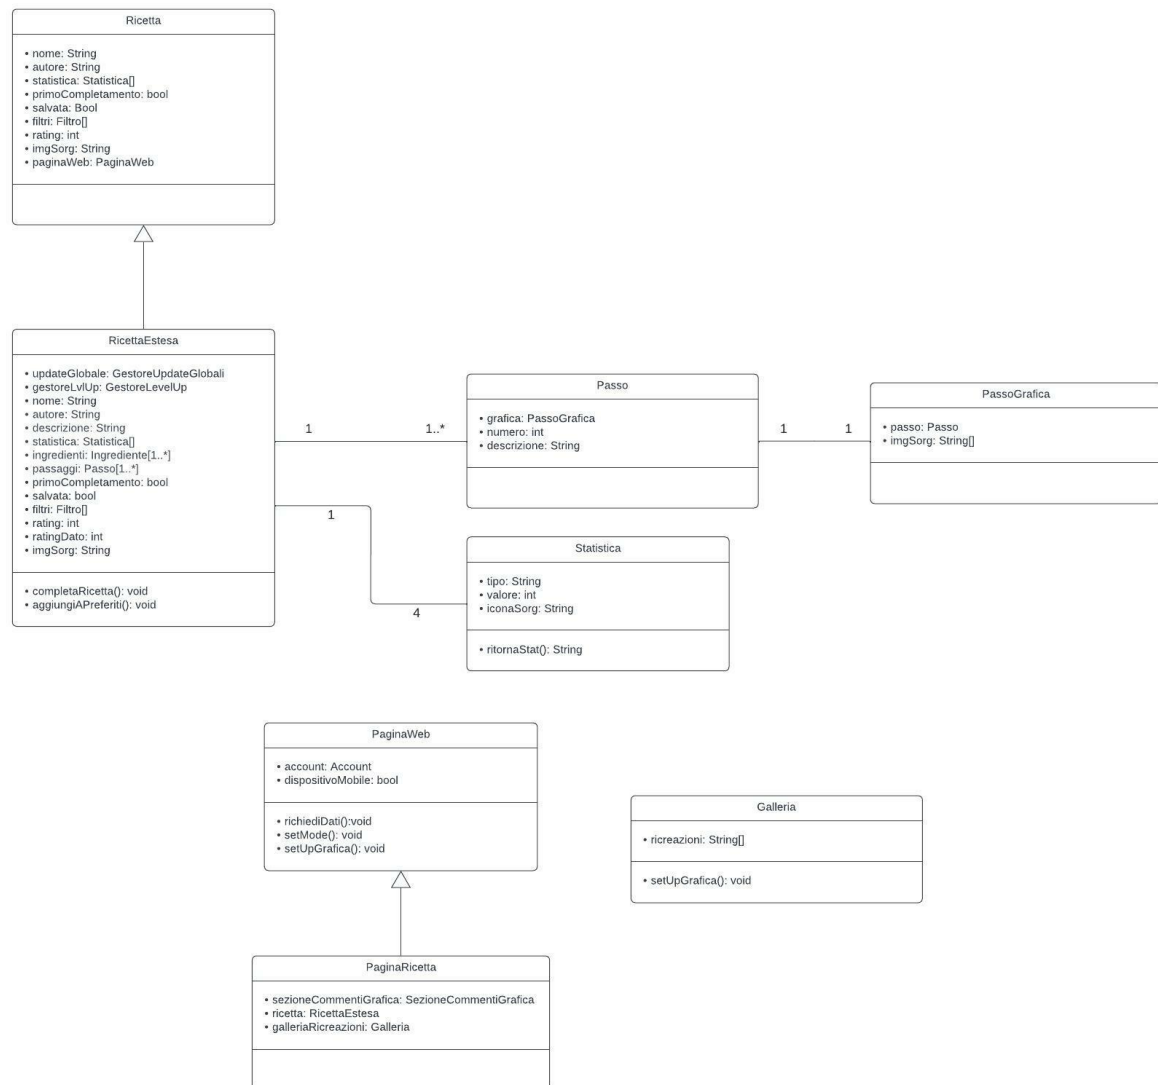 Ricetta
• nome: String
• autore: String
• statistica: Statistica[]
• primoCompletamento: bool
• salvata: Bool
• filtri: Filtro[]
• rating: int
• imgSorg: String
• paginaWeb: PaginaWeb
RicettaEstesa
• updateGlobale: GestoreUpdateGlobali
• gestoreLvlUp: GestoreLevelUp
• nome: String
• autore: String
• descrizione: String
• statistica: Statistica[]
• ingredienti: Ingrediente[1..*]
• passaggi: Passo[1..*]
• primoCompletamento: bool
• salvata: bool
• filtri: Filtro[]
• rating: int
• ratingDato: int
• imgSorg: String
• completaRicetta(): void
• aggiungiAPreferiti(): void
1
1..*
Passo
• grafica: PassoGrafica
• numero: int
• descrizione: String
1
1
PassoGrafica
• passo: Passo
• imgSorg: String[]
1
4
Statistica
• tipo: String
• valore: int
• iconaSorg: String
• ritornaStat(): String
PaginaWeb
• account: Account
• dispositivoMobile: bool
• richiediDati():void
• setMode(): void
• setUpGrafica(): void
Galleria
• ricreazioni: String[]
• setUpGrafica(): void
PaginaRicetta
• sezioneCommentiGrafica: SezioneCommentiGrafica
• ricetta: RicettaEstesa
• galleriaRicreazioni: Galleria